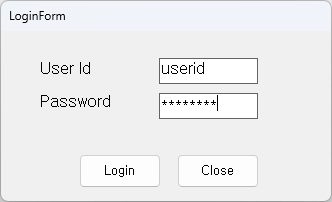 LoginForm
User Id userid
Password ********
Login Close